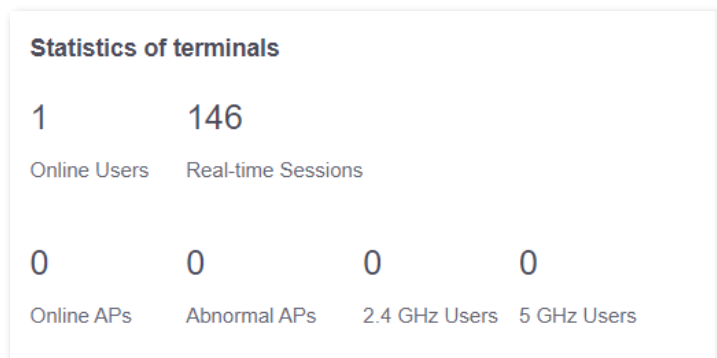 Statistics of terminals
1 146
Online Users Real-time Sessions
0 0 0 0
Online APs Abnormal APs 2.4 GHz Users 5 GHz Users